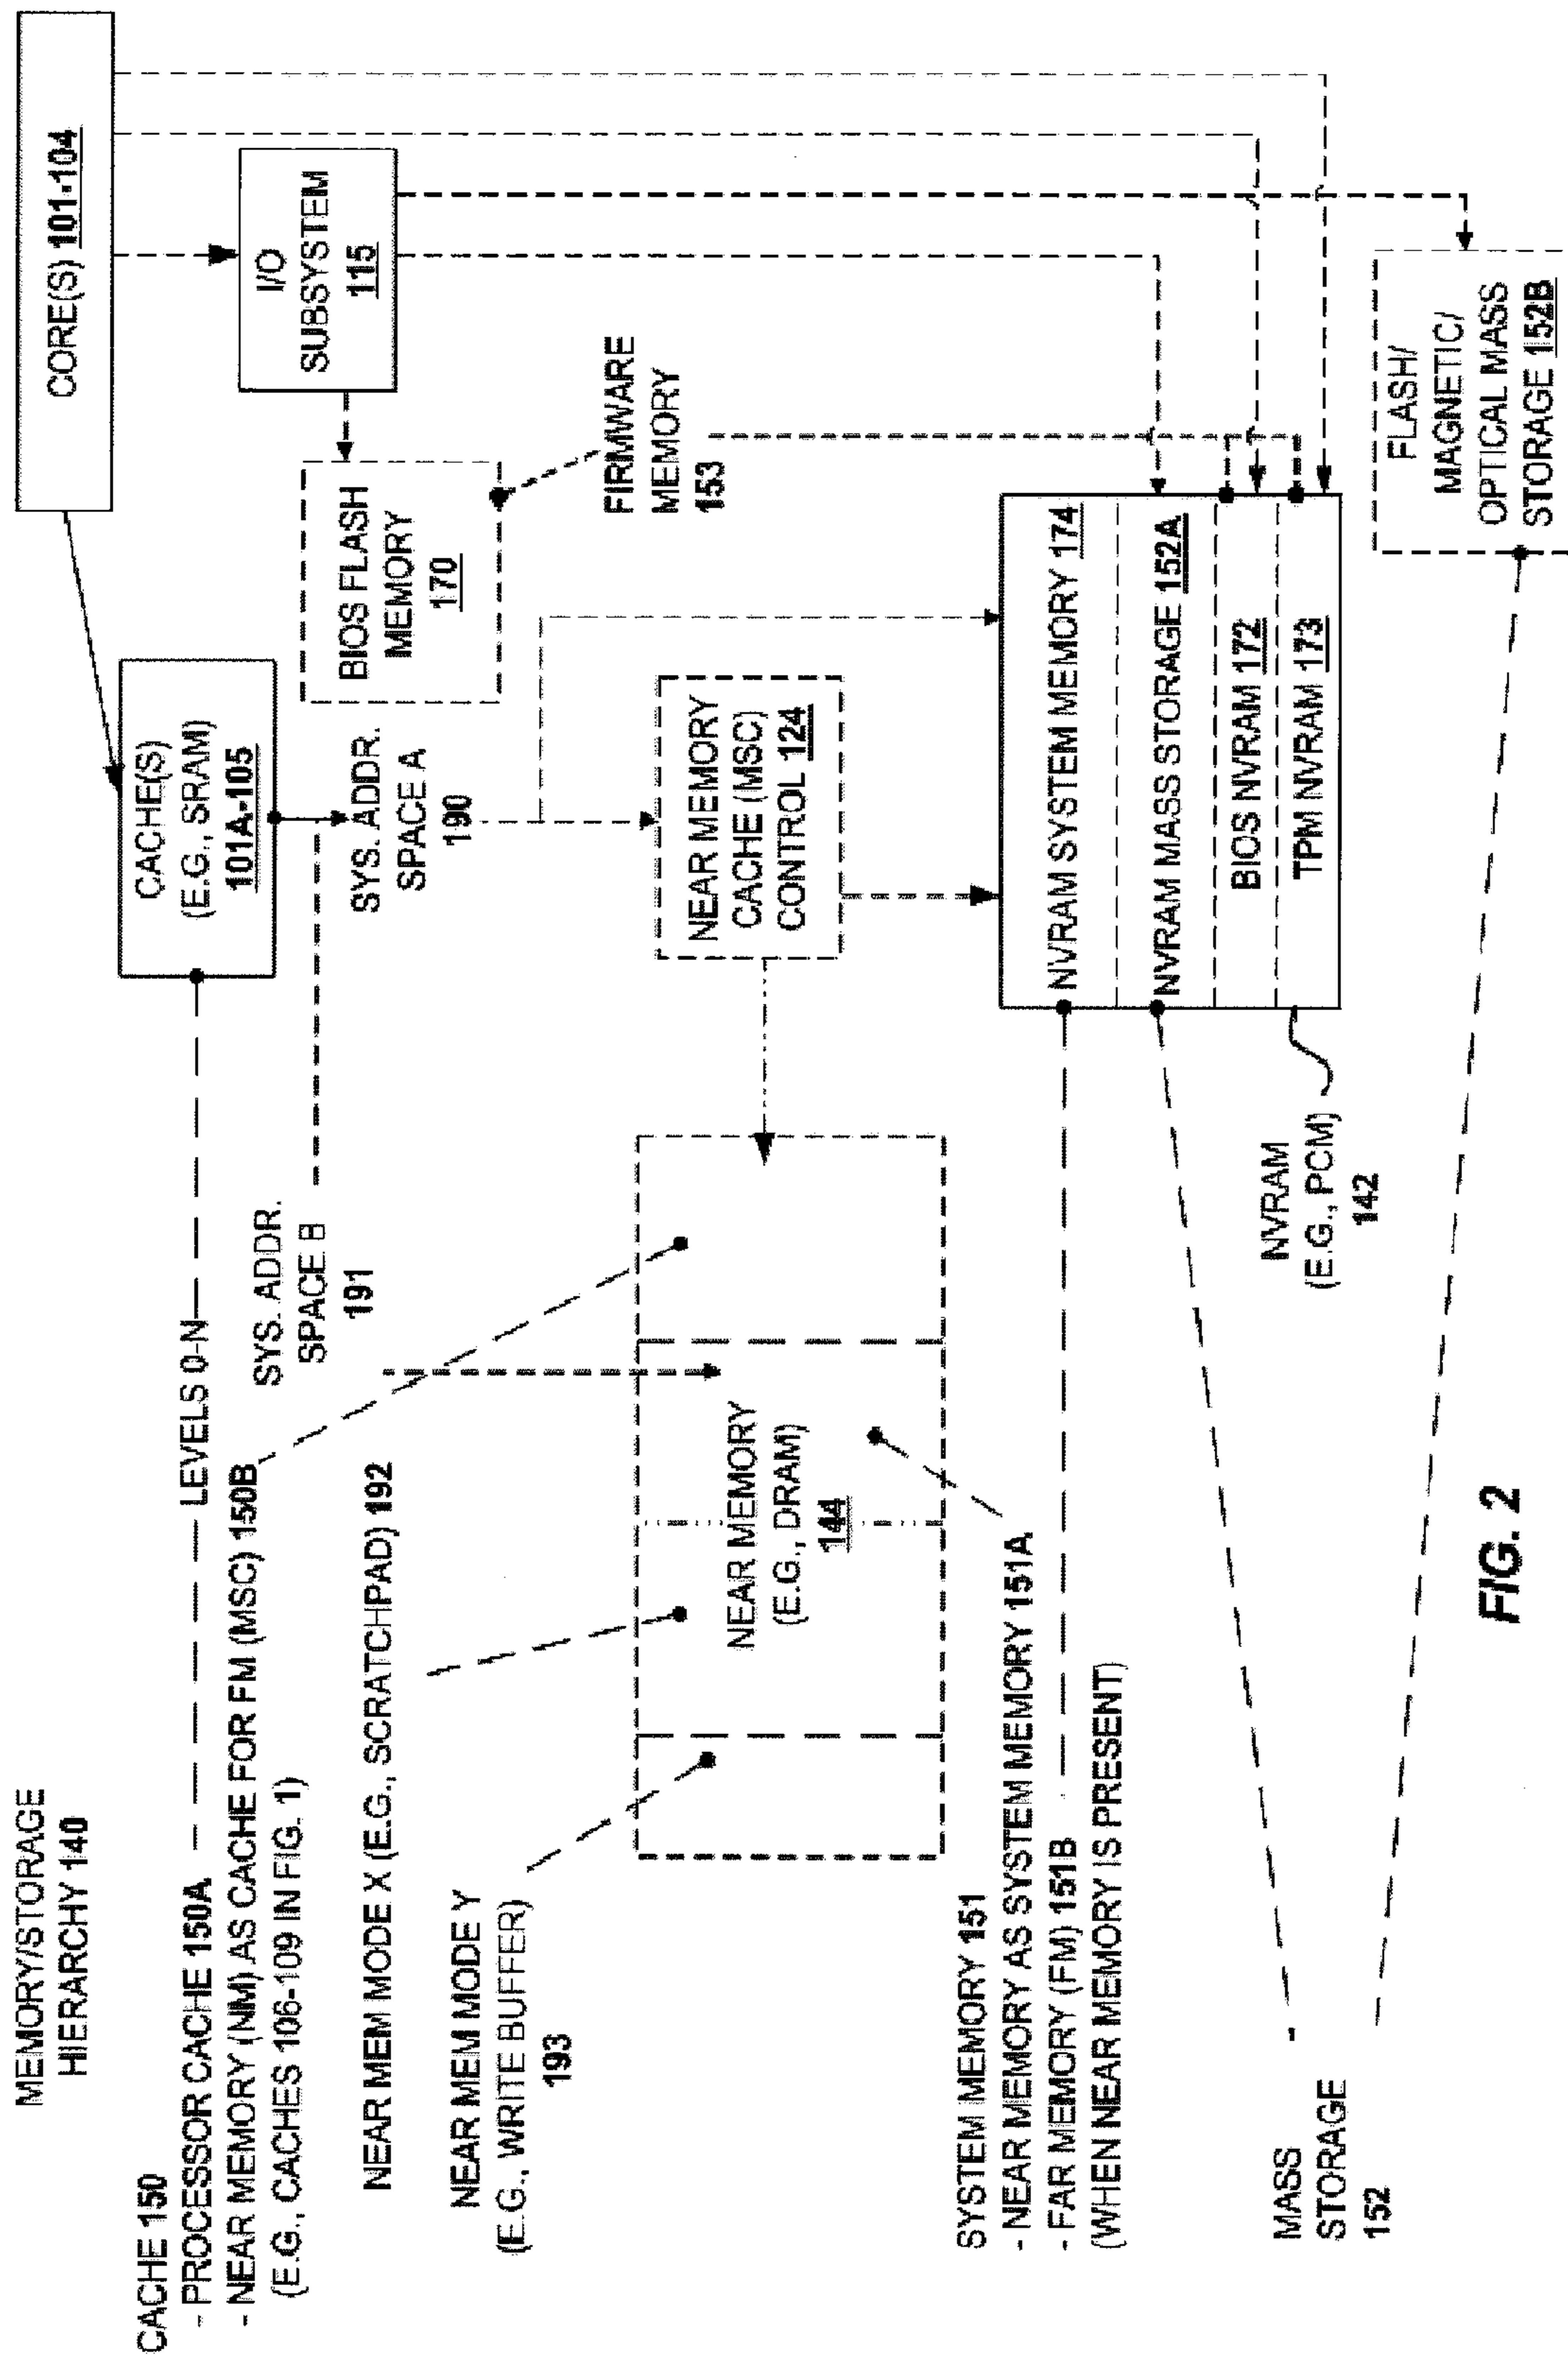 MEMORY/STORAGE
HIERARCHY 140
CACHE 150
- PROCESSOR CACHE 150A
LEVELS 0-N
- NEAR MEMORY (NM) AS CACHE FOR FM (MSC) 150B
(E.G., CACHES 106-109 IN FIG. 1)
CORE(S) 101-104
CACHE(S)
(E.G., SRAM)
101A-105
I/O
SUBSYSTEM
115
SYS. ADDR.
SPACE B
191
SYS. ADDR.
SPACE A
190
BIOS FLASH
MEMORY
170
FIRMWARE
MEMORY
153
NEAR MEM MODE X (E.G., SCRATCHPAD) 192
NEAR MEM MODE Y
(E.G., WRITE BUFFER)
193
NEAR MEMORY
(E.G., DRAM)
144
NEAR MEMORY
CACHE (MSC)
CONTROL 124
SYSTEM MEMORY 151
- NEAR MEMORY AS SYSTEM MEMORY 151A
- FAR MEMORY (FM) 151B
(WHEN NEAR MEMORY IS PRESENT)
NVRAM SYSTEM MEMORY 174
NVRAM MASS STORAGE 152A
BIOS NVRAM 172
TPM NVRAM 173
NVRAM
(E.G., PCM)
142
MASS
STORAGE
152
FLASH/
MAGNETIC/
OPTICAL MASS
STORAGE 152B
FIG. 2